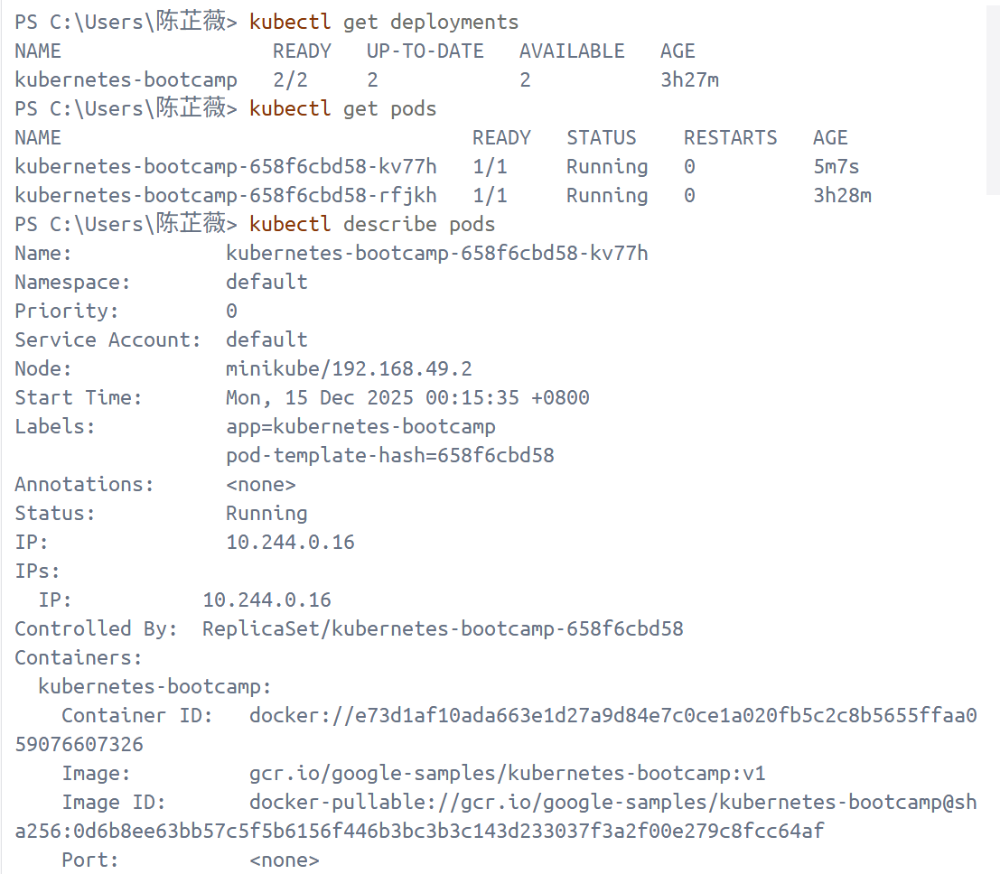 PS C:\Users\陈芷薇> kubectl get deployments
NAME                  READY   UP-TO-DATE   AVAILABLE   AGE
kubernetes-bootcamp   2/2     2            2           3h27m
PS C:\Users\陈芷薇> kubectl get pods
NAME                                   READY   STATUS    RESTARTS   AGE
kubernetes-bootcamp-658f6cbd58-kv77h   1/1     Running   0          5m7s
kubernetes-bootcamp-658f6cbd58-rfjkh   1/1     Running   0          3h28m
PS C:\Users\陈芷薇> kubectl describe pods
Name:             kubernetes-bootcamp-658f6cbd58-kv77h
Namespace:        default
Priority:         0
Service Account:  default
Node:             minikube/192.168.49.2
Start Time:       Mon, 15 Dec 2025 00:15:35 +0800
Labels:           app=kubernetes-bootcamp
                  pod-template-hash=658f6cbd58
Annotations:      <none>
Status:           Running
IP:               10.244.0.16
IPs:
  IP:           10.244.0.16
Controlled By:  ReplicaSet/kubernetes-bootcamp-658f6cbd58
Containers:
  kubernetes-bootcamp:
    Container ID:   docker://e73d1af10ada663e1d27a9d84e7c0ce1a020fb5c2c8b5655ffaa0
59076607326
    Image:          gcr.io/google-samples/kubernetes-bootcamp:v1
    Image ID:       docker-pullable://gcr.io/google-samples/kubernetes-bootcamp@sh
a256:0d6b8ee63bb57c5f5b6156f446b3bc3b3c143d233037f3a2f00e279c8fcc64af
    Port:           <none>